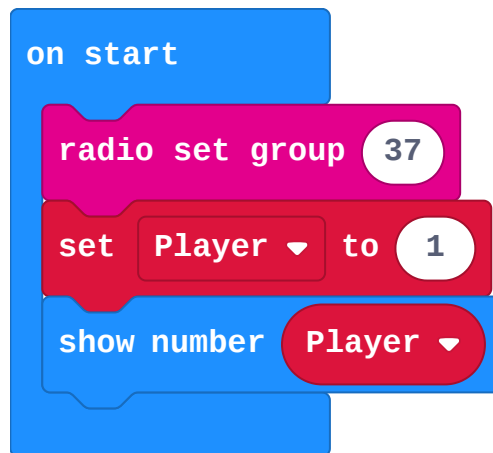 on start
radio set group 37
set Player to 1
show number Player